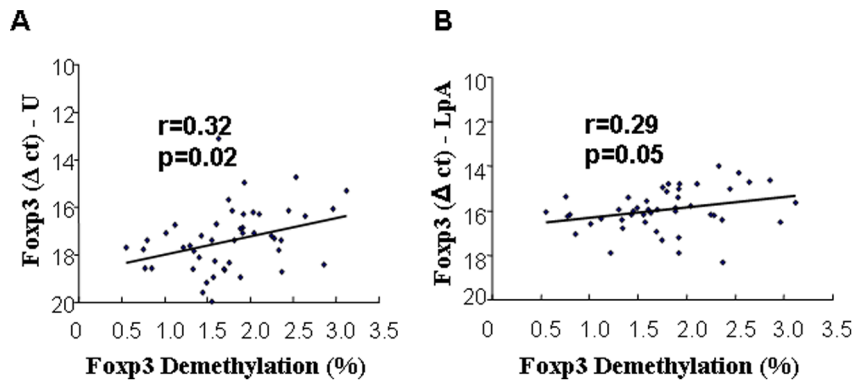 A
10
12
14
16
18
20
Foxp3 (Δ ct) - U
r=0.32
p=0.02
0 0.5 1.0 1.5 2.0 2.5 3.0 3.5
Foxp3 Demethylation (%)
B
10
12
14
16
18
20
Foxp3 (Δ ct) - LpA
r=0.29
p=0.05
0 0.5 1.0 1.5 2.0 2.5 3.0 3.5
Foxp3 Demethylation (%)